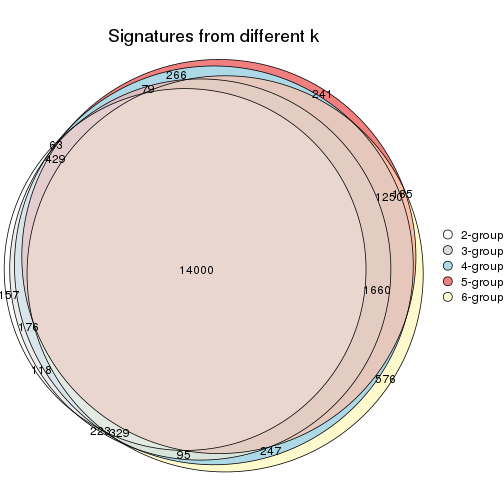 Signatures from different k
266
79
241
63
429
1250
185
14000
1660
157
176
118
223
329
95
247
576
2-group
3-group
4-group
5-group
6-group